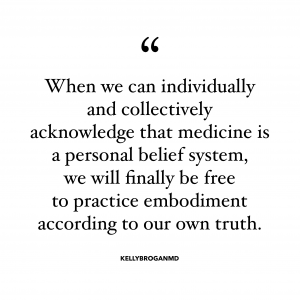 “
When we can individually
and collectively
acknowledge that medicine is
a personal belief system,
we will finally be free
to practice embodiment
according to our own truth.
KELLYBROGANMD